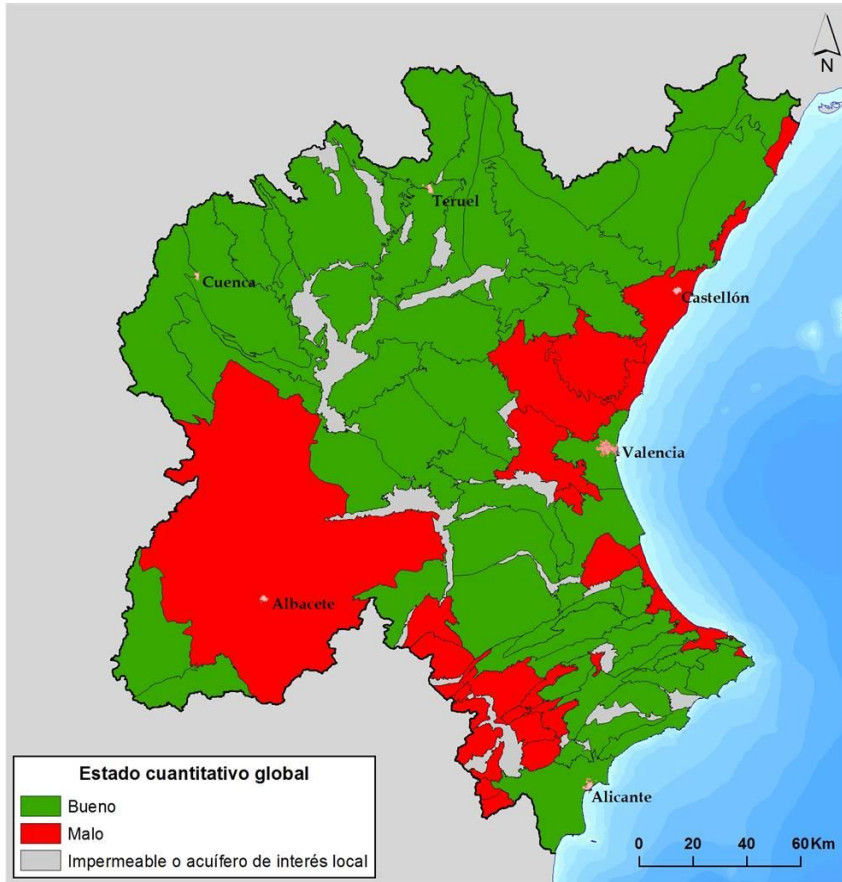 N
Teruel
Cuenca
Castellón
Valencia
Albacete
Alicante
Estado cuantitativo global
Bueno
Malo
Impermeable o acuífero de interés local
0 20 40 60 Km